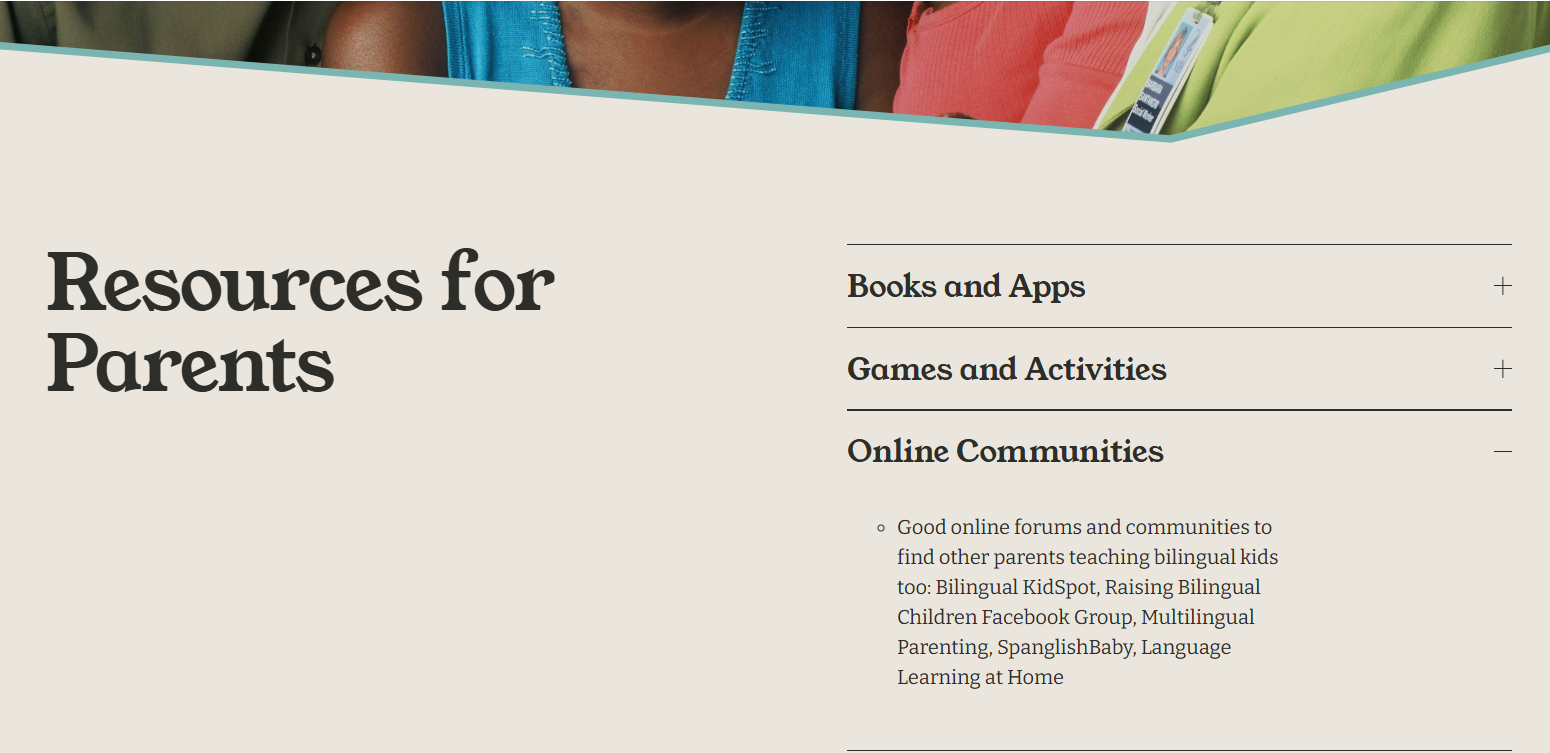 Resources for
Parents
Books and Apps
Games and Activities
Online Communities
Good online forums and communities to
find other parents teaching bilingual kids
too: Bilingual KidSpot, Raising Bilingual
Children Facebook Group, Multilingual
Parenting, SpanglishBaby, Language
Learning at Home